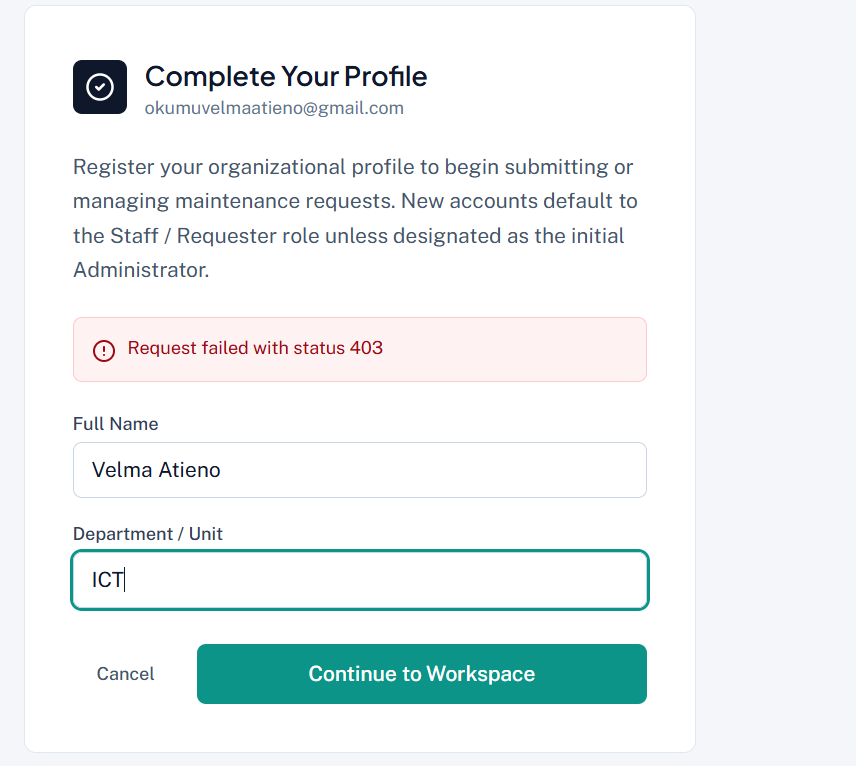 Complete Your Profile
okumuvelmaatieno@gmail.com
Register your organizational profile to begin submitting or
managing maintenance requests. New accounts default to
the Staff / Requester role unless designated as the initial
Administrator.
Request failed with status 403
Full Name
Velma Atieno
Department / Unit
ICT
Cancel
Continue to Workspace